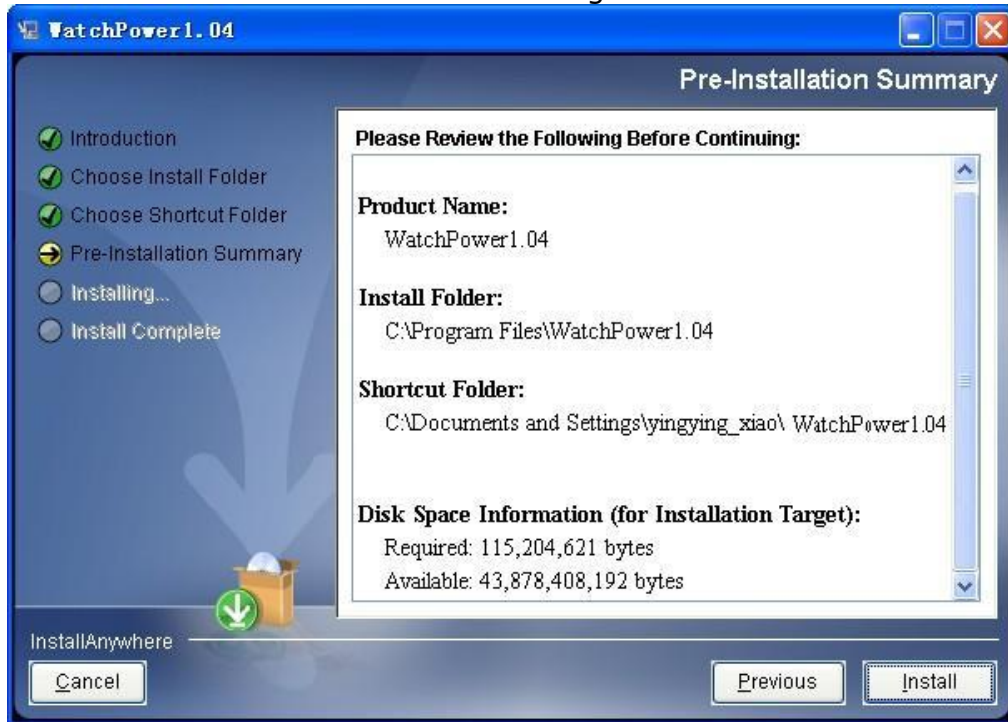 WatchPower1.04
Pre-Installation Summary
Introduction
Choose Install Folder
Choose Shortcut Folder
Pre-Installation Summary
Installing...
Install Complete
Please Review the Following Before Continuing:
Product Name:
WatchPower1.04
Install Folder:
C:\Program Files\WatchPower1.04
Shortcut Folder:
C:\Documents and Settings\yingying_xiao\ WatchPower1.04
Disk Space Information (for Installation Target):
Required: 115,204,621 bytes
Available: 43,878,408,192 bytes
InstallAnywhere
Cancel
Previous
Install